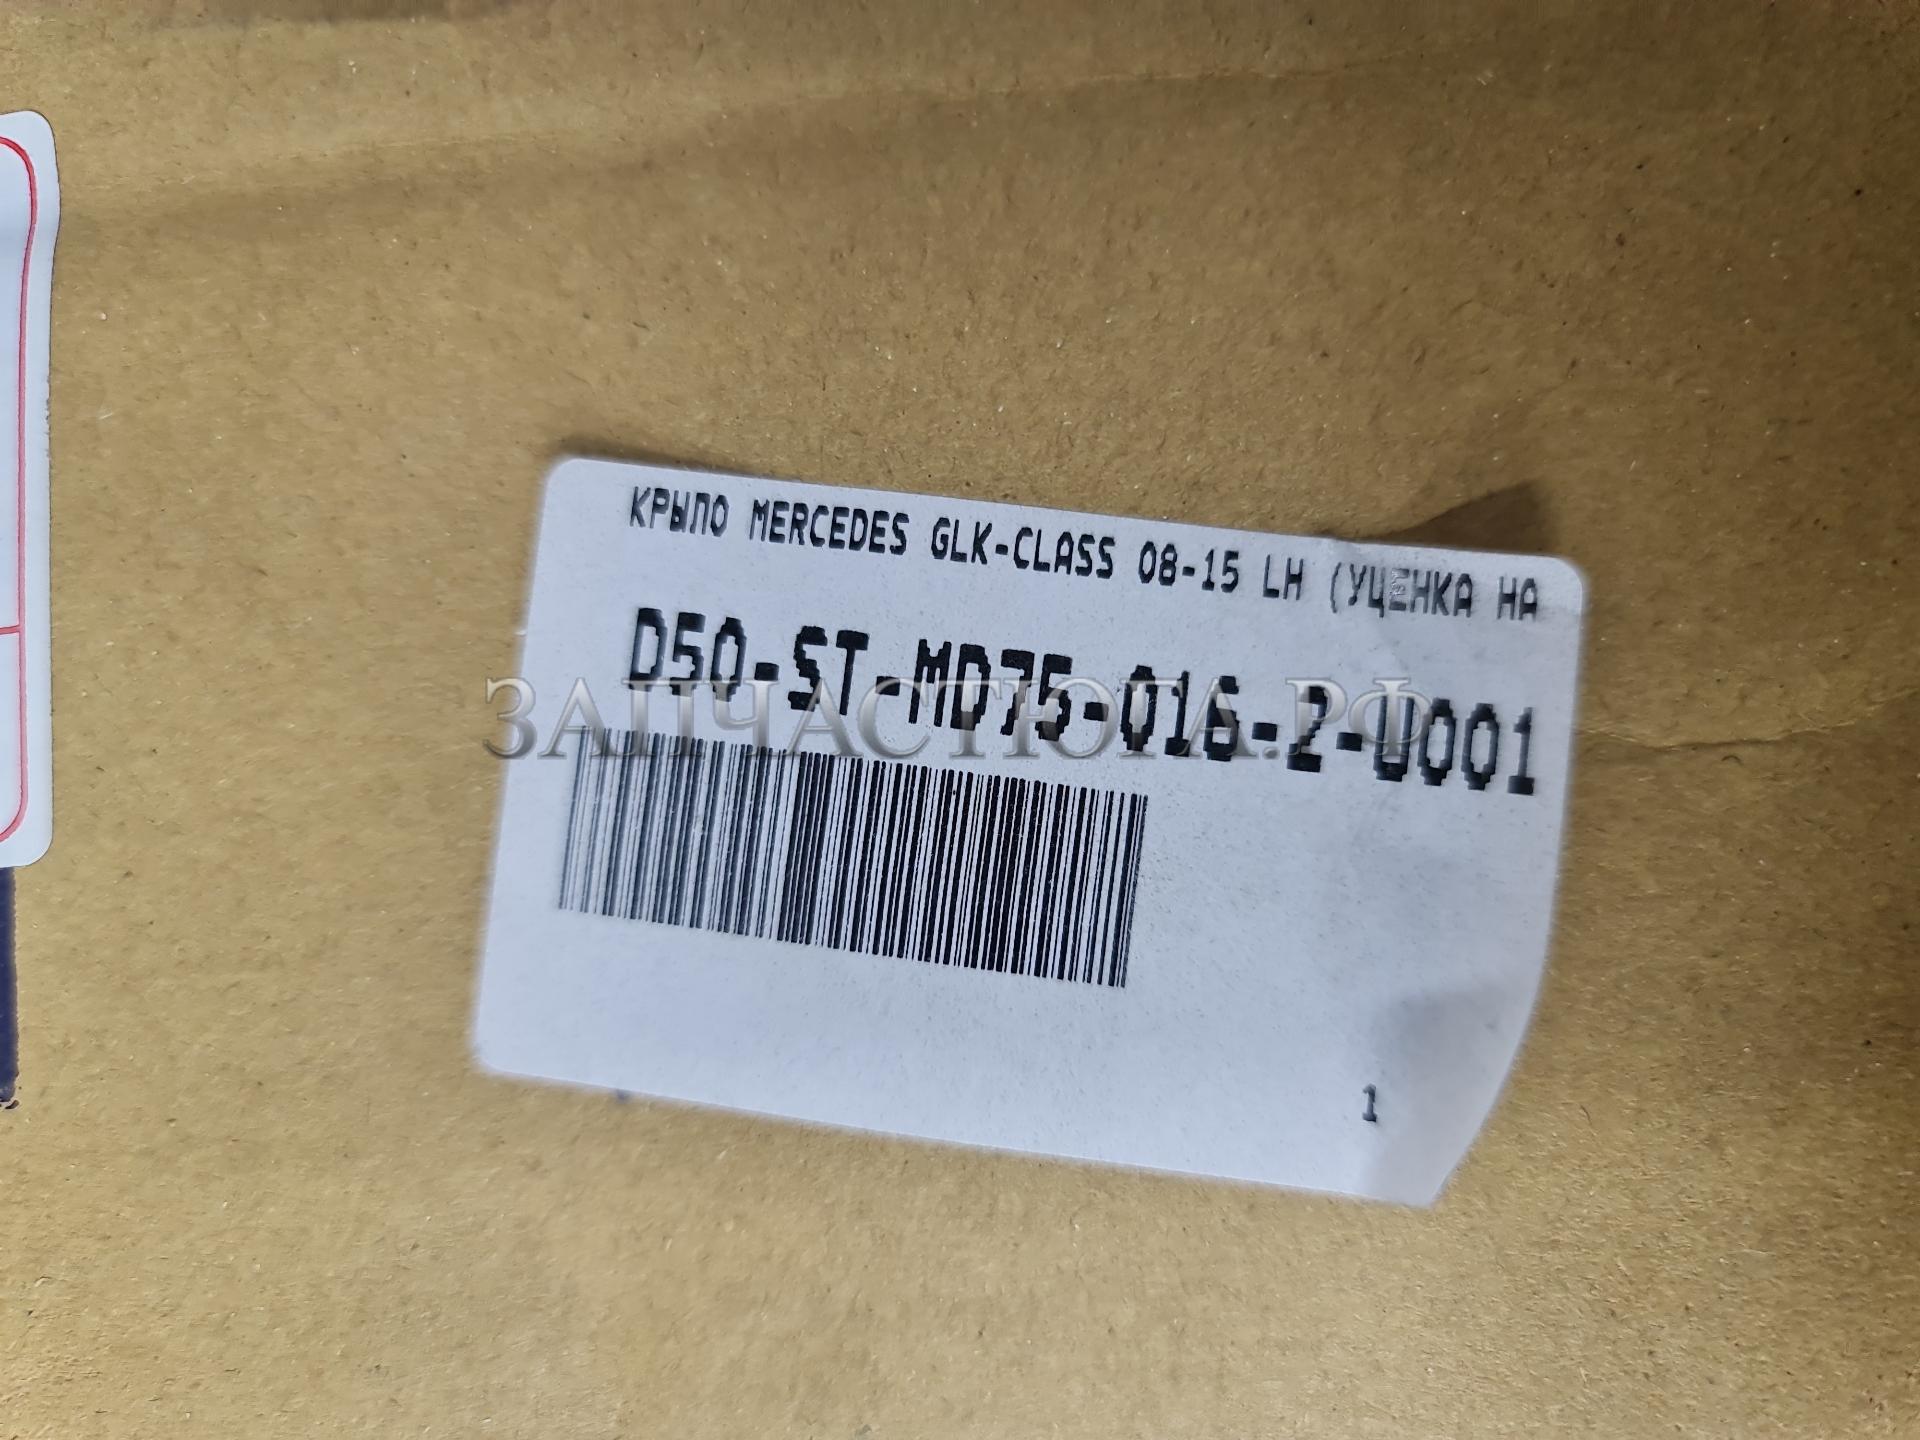 КРЫЛО MERCEDES GLK-CLASS 08-15 LH (УЦЕНКА НА
D50-ST-MD75-016-2-U001
ЗАПЧАСТЮГА.РФ
1